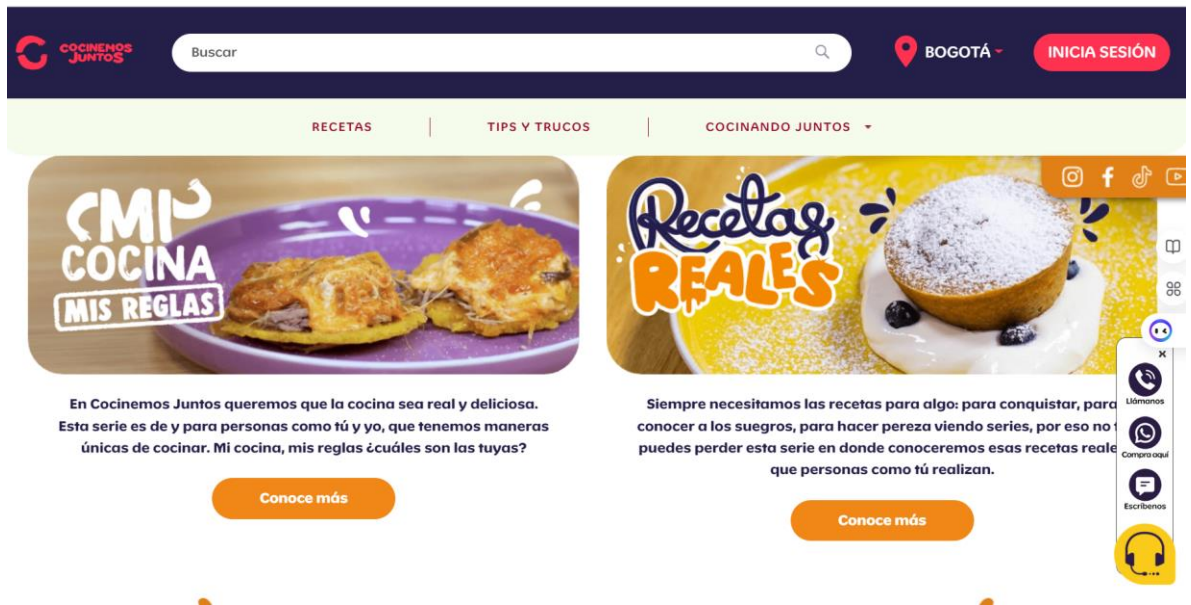 COCINEMOS
JUNTOS
Buscar
BOGOTÁ
INICIA SESIÓN
RECETAS
TIPS Y TRUCOS
COCINANDO JUNTOS
MI
COCINA
MIS REGLAS
Recetas
REALES
En Cocinemos Juntos queremos que la cocina sea real y deliciosa.
Esta serie es de y para personas como tú y yo, que tenemos maneras
únicas de cocinar. Mi cocina, mis reglas ¿cuáles son las tuyas?
Conoce más
Siempre necesitamos las recetas para algo: para conquistar, para
conocer a los suegros, para hacer pereza viendo series, por eso no
puedes perder esta serie en donde conoceremos esas recetas reale
que personas como tú realizan.
Conoce más
x
Llámanos
Compra aquí
Escríbenos